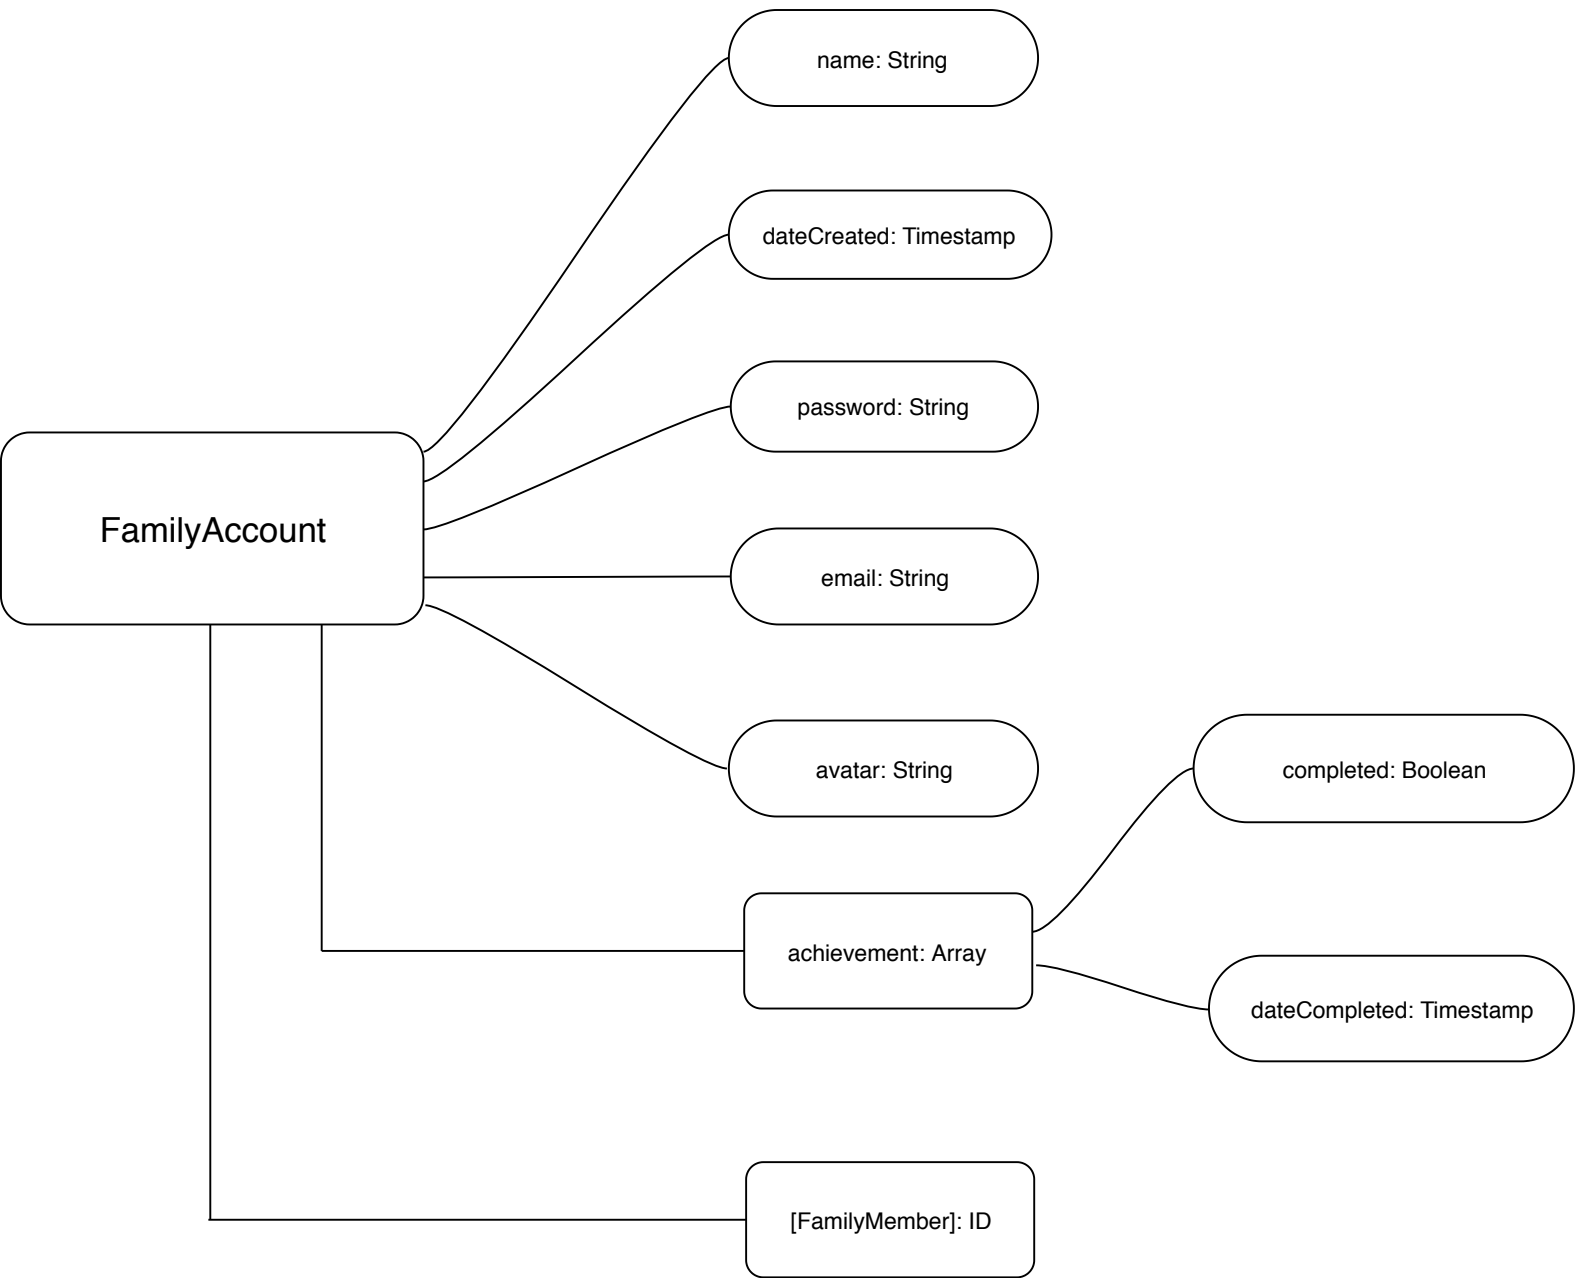 name: String
dateCreated: Timestamp
password: String
FamilyAccount
email: String
avatar: String
completed: Boolean
achievement: Array
dateCompleted: Timestamp
[FamilyMember]: ID